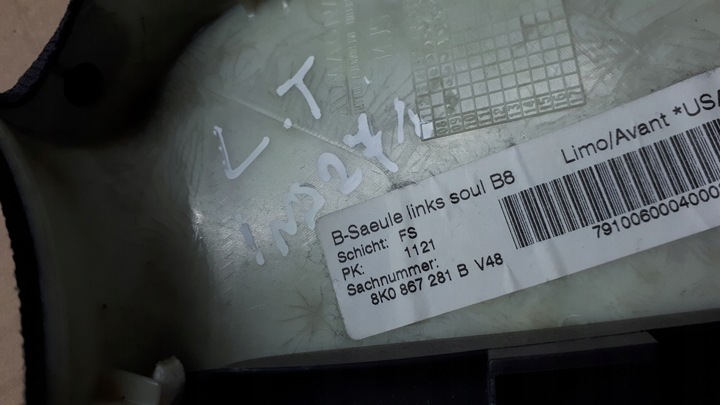 L.T
B-Saeule links soul B8
Limo/Avant *USA
Schicht: FS
PK: 1121
Sachnummer:
8K0 867 281 B V48
7910060004000